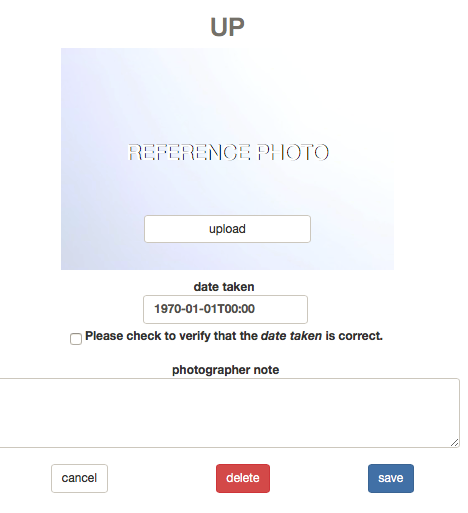 UP
REFERENCE PHOTO
upload
date taken
1970-01-01T00:00
Please check to verify that the date taken is correct.
photographer note
cancel delete save